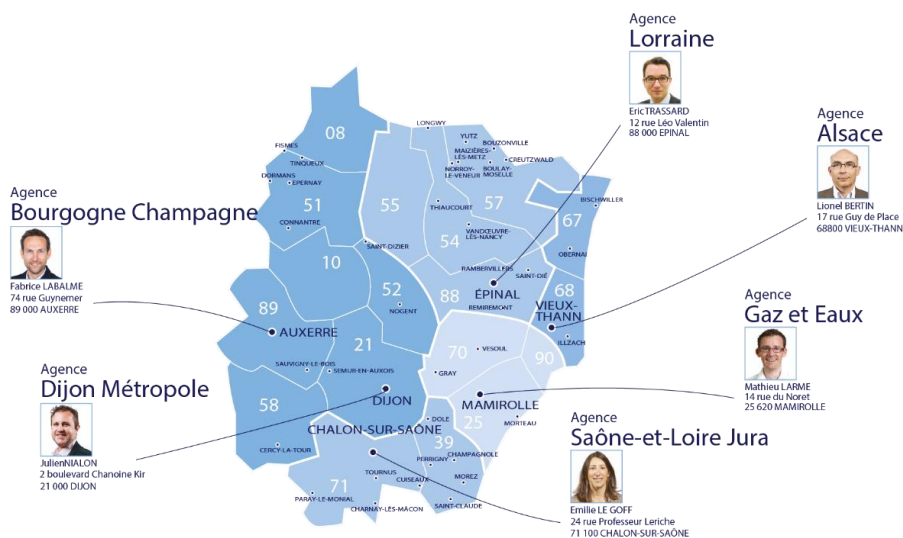 Agence
Lorraine
EricTRASSARD
12 rue Léo Valentin
88 000 EPINAL
Agence
Alsace
Lionel BERTIN
17 rue Guy de Place
68800 VIEUX-THANN
Agence
Bourgogne Champagne
Fabrice LABALME
74 rue Guynemer
89 000 AUXERRE
Agence
Gaz et Eaux
Mathieu LARME
14 rue du Noret
25 620 MAMIROLLE
Agence
Dijon Métropole
JulienNIALON
2 boulevard Chanoine Kir
21 000 DIJON
Agence
Saône-et-Loire Jura
Emilie LE GOFF
24 rue Professeur Leriche
71 100 CHALON-SUR-SAÔNE
08
FISMES
TINQUEUX
DORMANS
EPERNAY
51
CONNANTRE
SAINT-DIZIER
10
52
NOGENT
89
AUXERRE
21
SAUVIGNY-LE-BOIS
SEMUR-EN-AUXOIS
DIJON
58
CERCY-LA-TOUR
LONGWY
YUTZ
BOUZONVILLE
MAIZIÈRES-
LÈS-METZ
CREUTZWALD
NORROY-
LE-VENEUR
BOULAY-
MOSELLE
55
THIAUCOURT
57
54
VANDŒUVRE-
LÈS-NANCY
RAMBERVILLERS
SAINT-DIÉ
88
ÉPINAL
REMIREMONT
BISCHWILLER
67
OBERNAI
68
VIEUX-
THANN
ILLZACH
70
VESOUL
90
GRAY
MAMIROLLE
25
MORTEAU
CHALON-SUR-SAÔNE
DOLE
39
CHAMPAGNOLE
PERRIGNY
TOURNUS
CUISEAUX
MOREZ
71
PARAY-LE-MONIAL
CHARNAY-LÈS-MÂCON
SAINT-CLAUDE